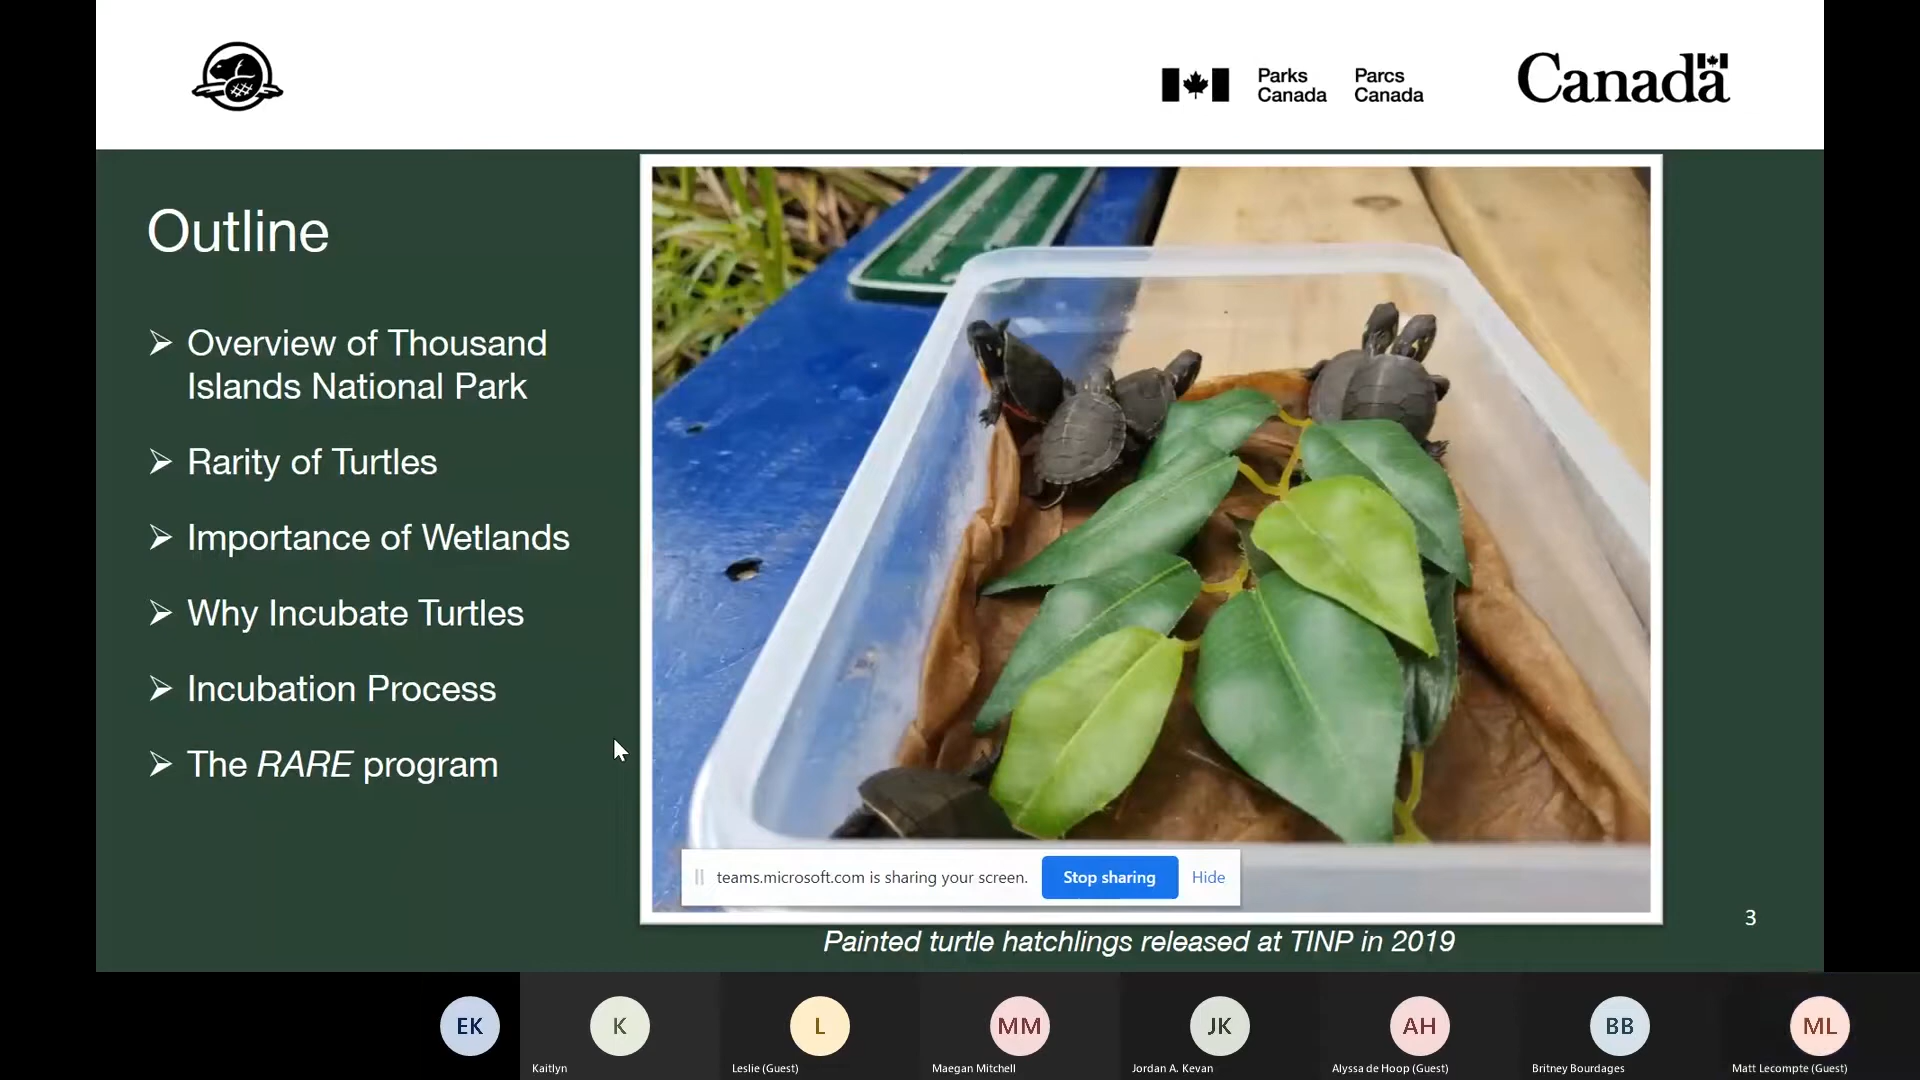 Parks Canada
Parcs Canada
Canada
Outline
Overview of Thousand
Islands National Park
Rarity of Turtles
Importance of Wetlands
Why Incubate Turtles
Incubation Process
The RARE program
teams.microsoft.com is sharing your screen.
Stop sharing
Hide
Painted turtle hatchlings released at TINP in 2019
3
EK
K
L
MM
JK
AH
BB
ML
Kaitlyn
Leslie (Guest)
Maegan Mitchell
Jordan A. Kevan
Alyssa de Hoop (Guest)
Britney Bourdages
Matt Lecompte (Guest)